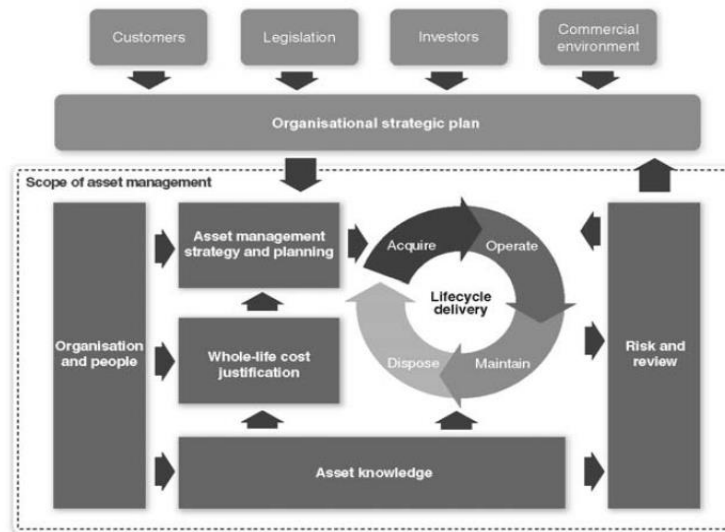 Customers
Legislation
Investors
Commercial
environment
Organisational strategic plan
Scope of asset management
Asset management
strategy and planning
Acquire
Operate
Lifecycle
delivery
Organisation
and people
Whole-life cost
justification
Dispose
Maintain
Risk and
review
Asset knowledge